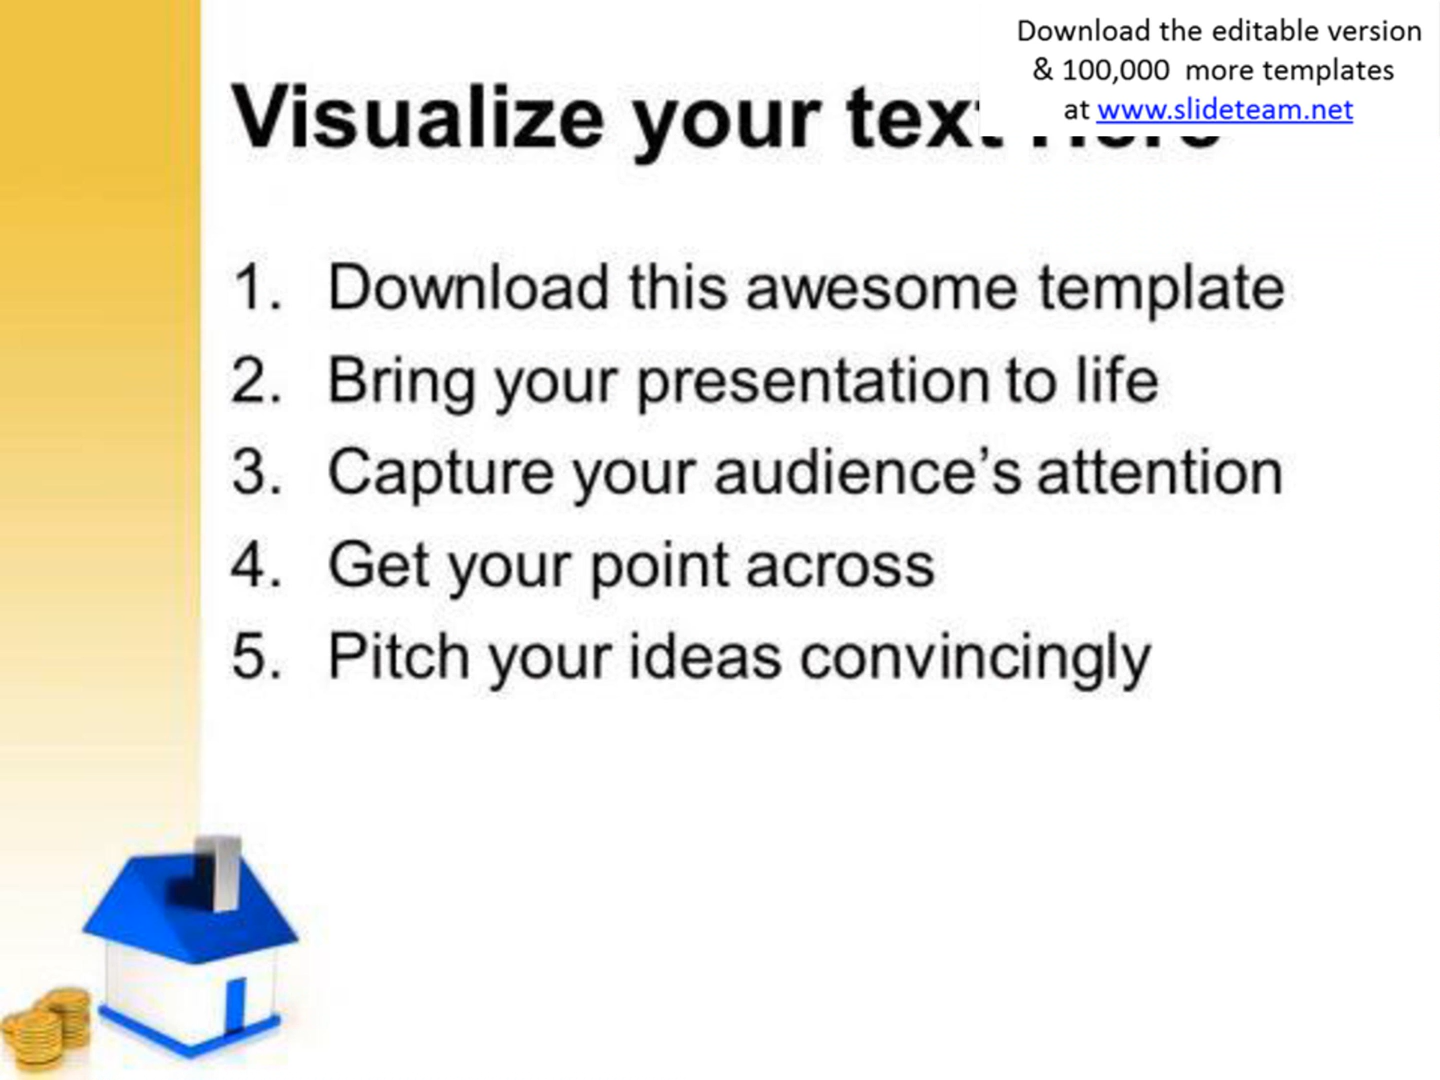 Download the editable version
& 100,000 more templates
at www.slideteam.net
Visualize your text
1. Download this awesome template
2. Bring your presentation to life
3. Capture your audience’s attention
4. Get your point across
5. Pitch your ideas convincingly